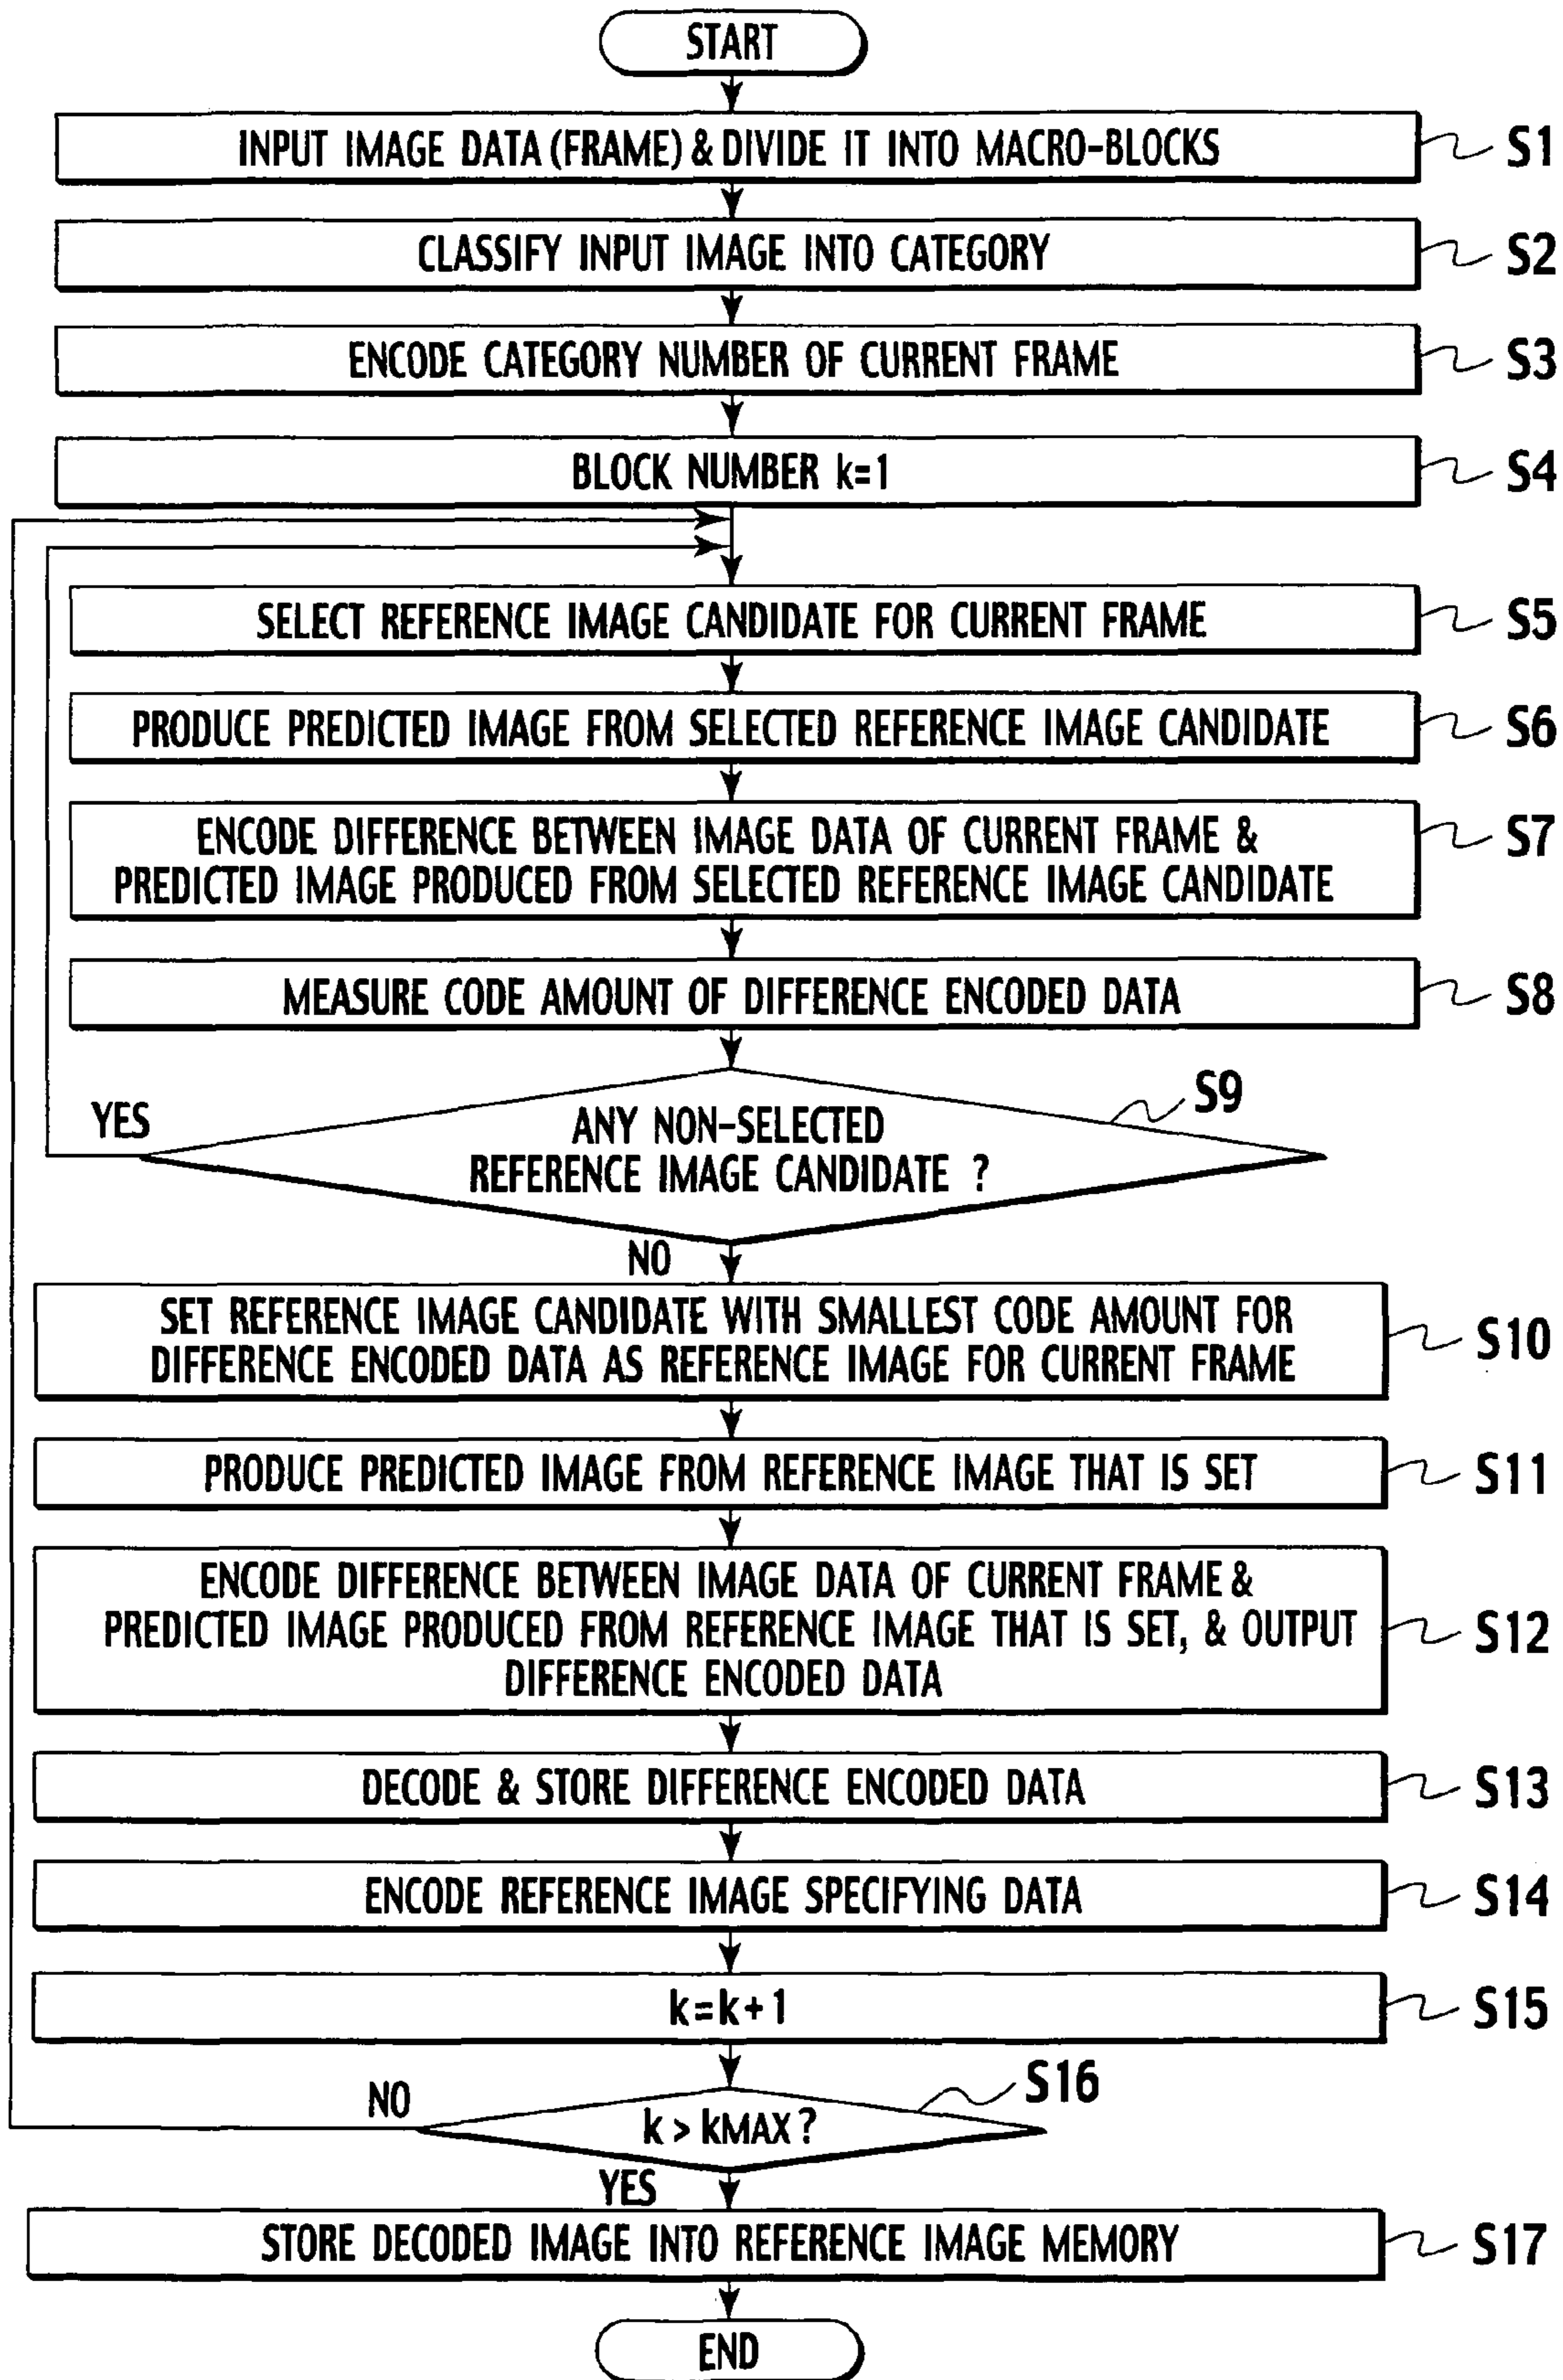 START
INPUT IMAGE DATA (FRAME) & DIVIDE IT INTO MACRO-BLOCKS
S1
CLASSIFY INPUT IMAGE INTO CATEGORY
S2
ENCODE CATEGORY NUMBER OF CURRENT FRAME
S3
BLOCK NUMBER k=1
S4
SELECT REFERENCE IMAGE CANDIDATE FOR CURRENT FRAME
S5
PRODUCE PREDICTED IMAGE FROM SELECTED REFERENCE IMAGE CANDIDATE
S6
ENCODE DIFFERENCE BETWEEN IMAGE DATA OF CURRENT FRAME &
PREDICTED IMAGE PRODUCED FROM SELECTED REFERENCE IMAGE CANDIDATE
S7
MEASURE CODE AMOUNT OF DIFFERENCE ENCODED DATA
S8
S9
YES
ANY NON-SELECTED
REFERENCE IMAGE CANDIDATE ?
NO
SET REFERENCE IMAGE CANDIDATE WITH SMALLEST CODE AMOUNT FOR
DIFFERENCE ENCODED DATA AS REFERENCE IMAGE FOR CURRENT FRAME
S10
PRODUCE PREDICTED IMAGE FROM REFERENCE IMAGE THAT IS SET
S11
ENCODE DIFFERENCE BETWEEN IMAGE DATA OF CURRENT FRAME &
PREDICTED IMAGE PRODUCED FROM REFERENCE IMAGE THAT IS SET, & OUTPUT
DIFFERENCE ENCODED DATA
S12
DECODE & STORE DIFFERENCE ENCODED DATA
S13
ENCODE REFERENCE IMAGE SPECIFYING DATA
S14
k=k+1
S15
S16
NO
k > kMAX ?
YES
STORE DECODED IMAGE INTO REFERENCE IMAGE MEMORY
S17
END